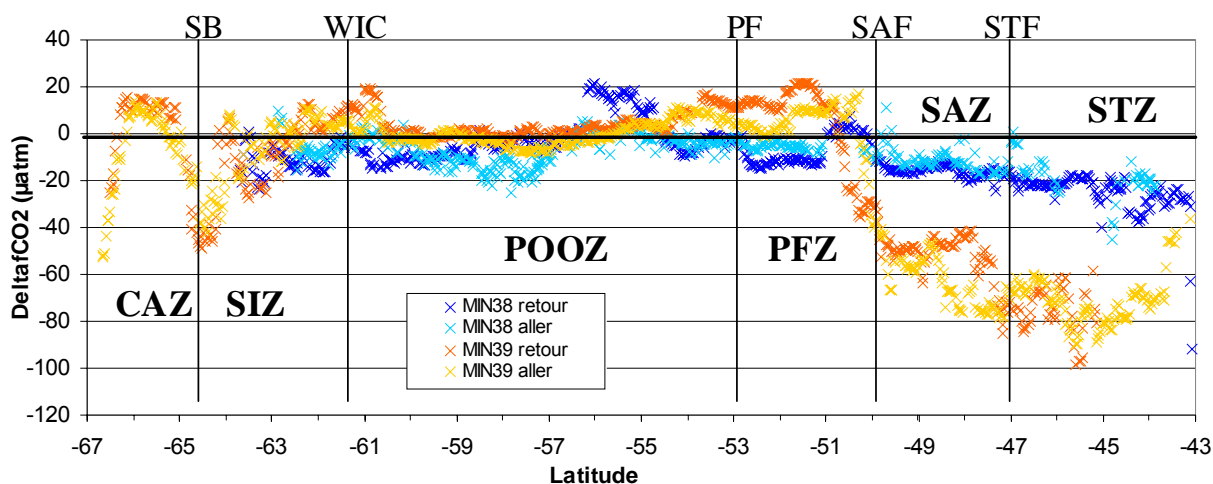 SB WIC PF SAF STF
40
20
0
-20
-40
-60
-80
-100
-120
DeltafCO2 (µatm)
SAZ STZ
POOZ PFZ
CAZ SIZ
MIN38 retour
MIN38 aller
MIN39 retour
MIN39 aller
-67 -65 -63 -61 -59 -57 -55 -53 -51 -49 -47 -45 -43
Latitude